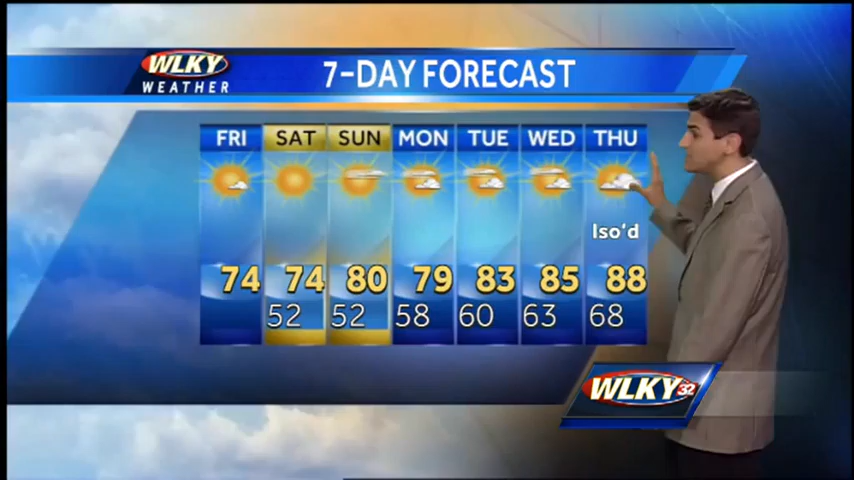 WLKY
WEATHER
7-DAY FORECAST
FRI SAT SUN MON TUE WED THU
Iso'd
74 74 80 79 83 85 88
52 52 58 60 63 68
WLKY 32